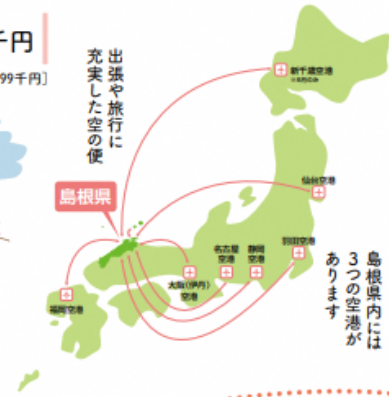 千円
99千円］
出張や旅行に
充実した空の便
島根県
新千歳空港
仙台空港
羽田空港
静岡
空港
名古屋
空港
大阪（伊丹）
空港
福岡空港
島根県内には
３つの空港が
あります